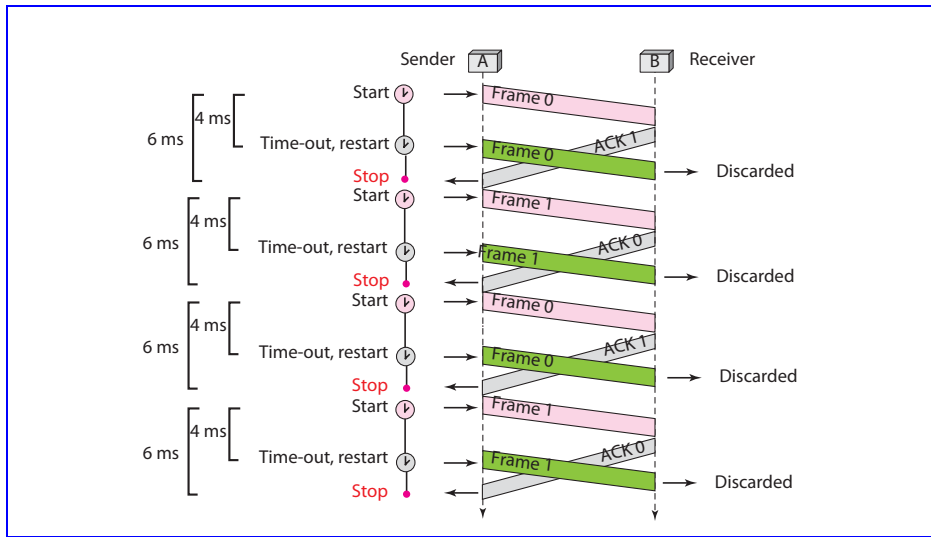 Sender A B Receiver
Start Frame 0
4 ms
6 ms Time-out, restart Frame 0 ACK 1
Stop Discarded
Start Frame 1
4 ms
6 ms Time-out, restart Frame 1 ACK 0
Stop Discarded
Start Frame 0
4 ms
6 ms Time-out, restart Frame 0 ACK 1
Stop Discarded
Start Frame 1
4 ms
6 ms Time-out, restart Frame 1 ACK 0
Stop Discarded